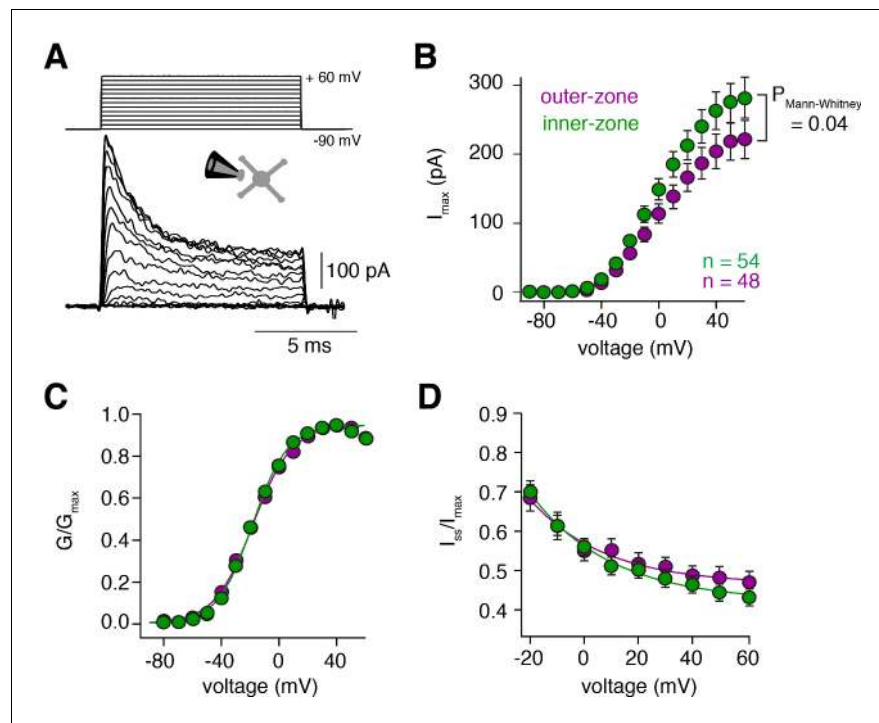 A
+ 60 mV
-90 mV
100 pA
5 ms
B
outer-zone
inner-zone
P Mann-Whitney
= 0.04
n = 54
n = 48
I max (pA)
300
200
100
0
-80 -40 0 40
voltage (mV)
C
G/G max
1.0
0.8
0.6
0.4
0.2
0.0
-80 -40 0 40
voltage (mV)
D
I ss/I max
0.9
0.8
0.7
0.6
0.5
0.4
-20 0 20 40 60
voltage (mV)